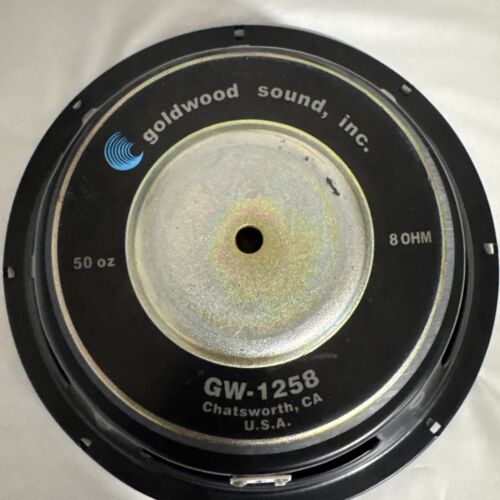 goldwood sound, inc.
50 oz
8 OHM
GW-1258
Chatsworth, CA
U.S.A.